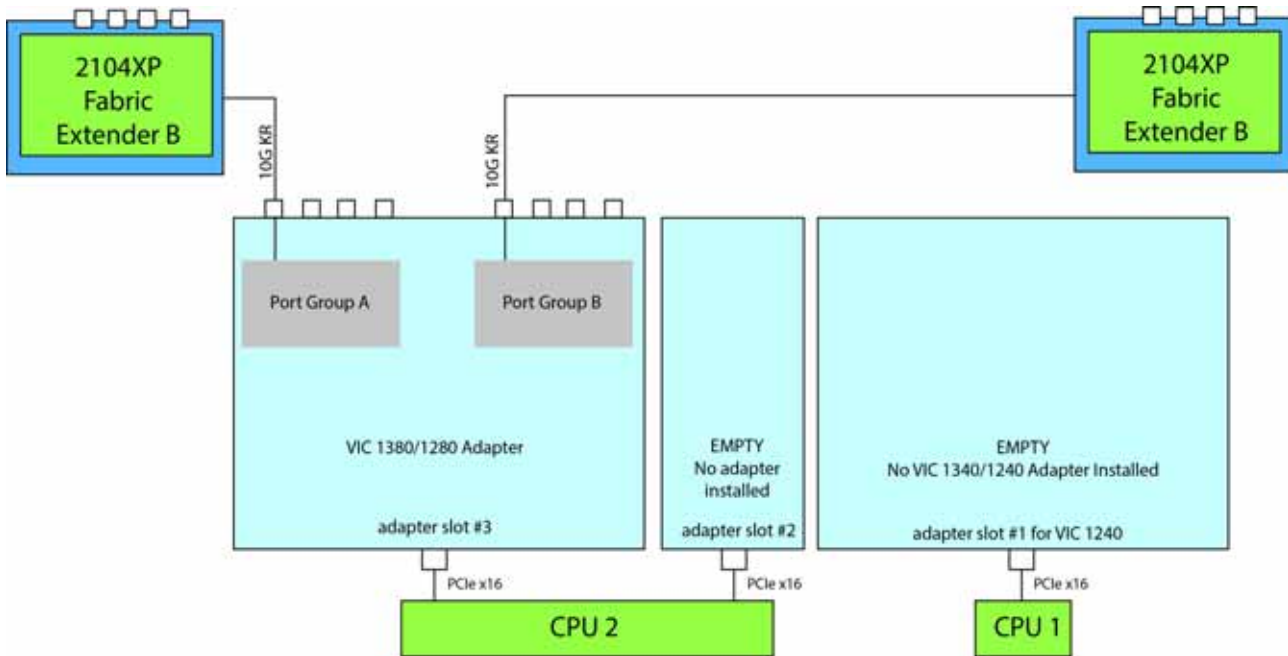 2104XP
Fabric
Extender B
2104XP
Fabric
Extender B
10G KR
10G KR
Port Group A
Port Group B
VIC 1380/1280 Adapter
adapter slot #3
EMPTY
No adapter
installed
adapter slot #2
EMPTY
No VIC 1340/1240 Adapter Installed
adapter slot #1 for VIC 1240
PCIe x16
PCIe x16
PCIe x16
CPU 2
CPU 1